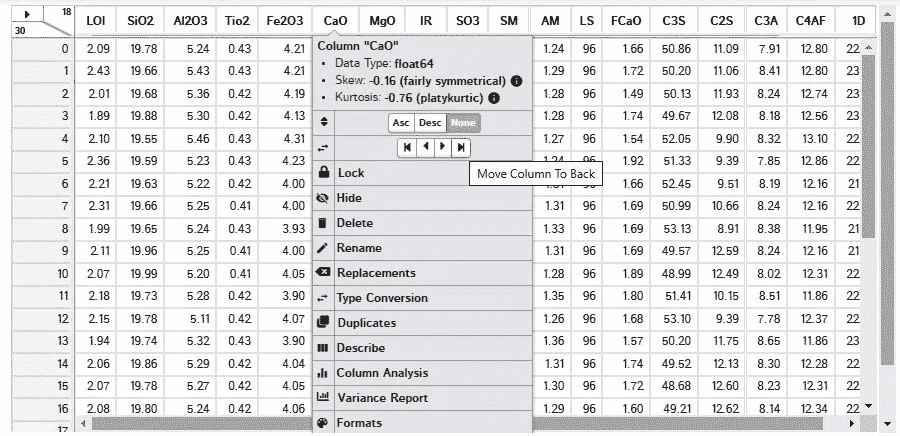 18
30
LOI SiO2 Al2O3 Tio2 Fe2O3 CaO MgO IR SO3 SM AM LS FCaO C3S C2S C3A C4AF 1D
0 2.09 19.78 5.24 0.43 4.21 1.24 96 1.66 50.86 11.09 7.91 12.80 22
1 2.43 19.66 5.43 0.43 4.21 1.29 96 1.72 50.20 11.06 8.41 12.80 23
2 2.01 19.68 5.36 0.42 4.19 1.28 96 1.49 50.13 11.93 8.24 12.74 23
3 1.89 19.88 5.30 0.42 4.13 1.28 96 1.74 49.67 12.08 8.18 12.56 23
4 2.10 19.55 5.46 0.43 4.31 1.27 96 1.54 52.05 9.90 8.32 13.10 22
5 2.36 19.59 5.23 0.43 4.23 1.24 96 1.92 51.33 9.39 7.85 12.86 22
6 2.21 19.63 5.22 0.42 4.00 96 1.66 52.45 9.51 8.19 12.16 21
7 2.31 19.66 5.25 0.41 4.00 1.31 96 1.69 50.99 10.66 8.24 12.16 22
8 1.99 19.65 5.24 0.43 3.93 1.33 96 1.69 53.13 8.91 8.38 11.95 21
9 2.11 19.96 5.25 0.41 4.00 1.31 96 1.69 49.57 12.59 8.24 12.16 21
10 2.07 19.99 5.20 0.41 4.05 1.28 96 1.89 48.99 12.49 8.02 12.31 22
11 2.18 19.73 5.28 0.42 3.90 1.35 96 1.80 51.41 10.15 8.51 11.86 22
12 2.15 19.78 5.11 0.42 4.07 1.26 96 1.68 53.10 9.39 7.78 12.37 22
13 1.94 19.74 5.32 0.43 3.90 1.36 96 1.57 50.20 11.75 8.65 11.86 23
14 2.06 19.86 5.29 0.42 4.04 1.31 96 1.74 49.52 12.13 8.30 12.28 22
15 2.07 19.78 5.27 0.42 4.05 1.30 96 1.72 48.68 12.60 8.23 12.31 22
16 2.08 19.80 5.24 0.42 4.06 1.29 96 1.60 49.21 12.62 8.14 12.34 22
17
Column "CaO"
• Data Type: float64
• Skew: -0.16 (fairly symmetrical)
• Kurtosis: -0.76 (platykurtic)
Asc Desc None
Move Column To Back
Lock
Hide
Delete
Rename
Replacements
Type Conversion
Duplicates
Describe
Column Analysis
Variance Report
Formats